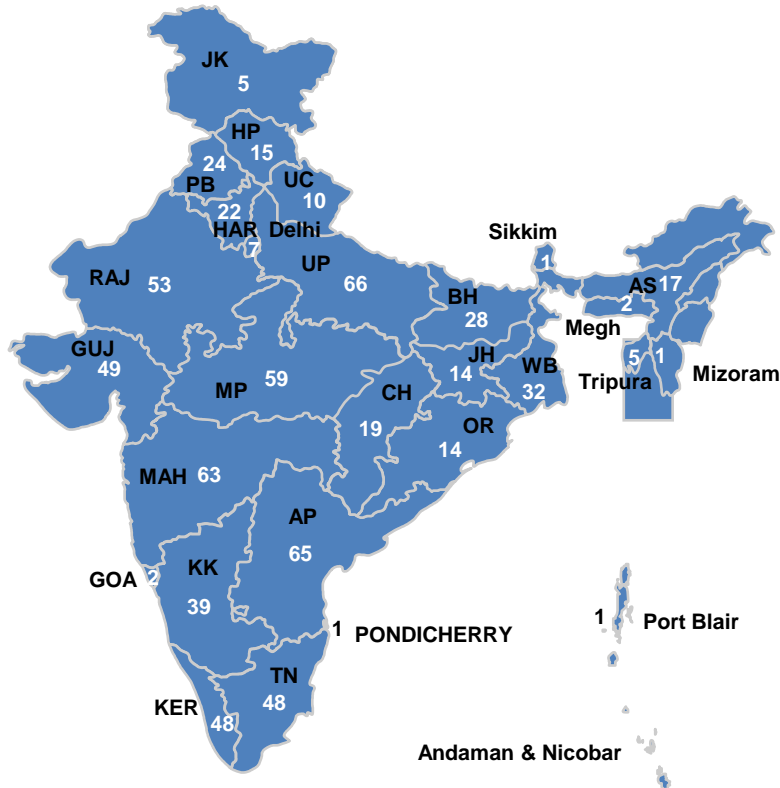 JK
5
HP
15
24
PB
UC
10
22
HAR
Delhi
7
Sikkim
1
RAJ
53
UP
66
AS
17
2
BH
28
Megh
GUJ
49
JH
14
WB
32
5
1
Tripura
Mizoram
MP
59
CH
19
OR
14
MAH
63
AP
65
GOA
2
KK
39
1
PONDICHERRY
1
Port Blair
TN
48
KER
48
Andaman & Nicobar